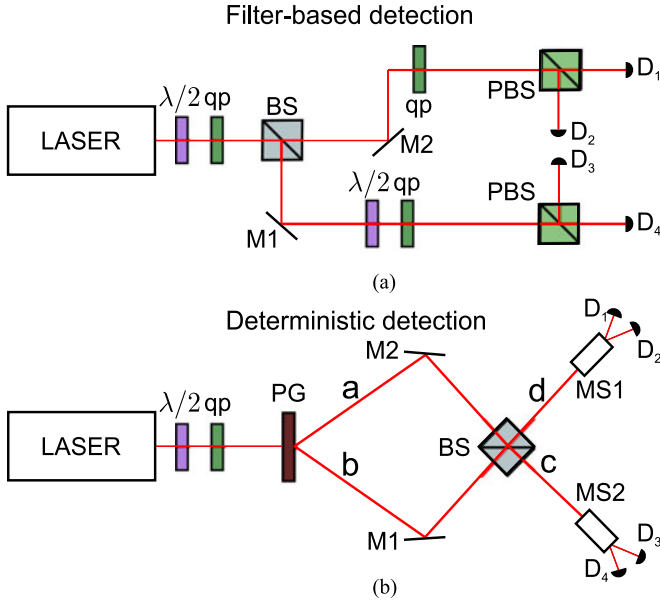 Filter-based detection
LASER
λ/2 qp
BS
M2
qp
PBS
D₁
D₂
D₃
M1
λ/2 qp
PBS
D₄
(a)
Deterministic detection
LASER
λ/2 qp
PG
a
b
M2
M1
BS
d
c
MS1
D₁
D₂
MS2
D₃
D₄
(b)